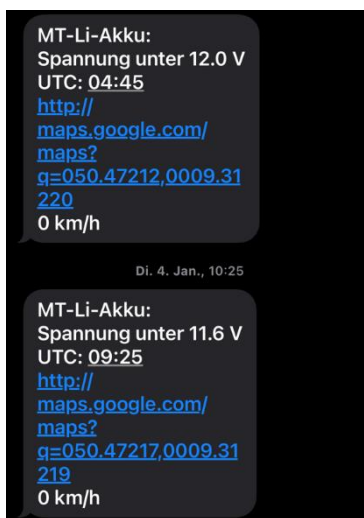 MT-Li-Akku:
Spannung unter 12.0 V
UTC: 04:45
http://
maps.google.com/
maps?
q=050.47212,0009.31
220
0 km/h
Di. 4. Jan., 10:25
MT-Li-Akku:
Spannung unter 11.6 V
UTC: 09:25
http://
maps.google.com/
maps?
q=050.47217,0009.31
219
0 km/h